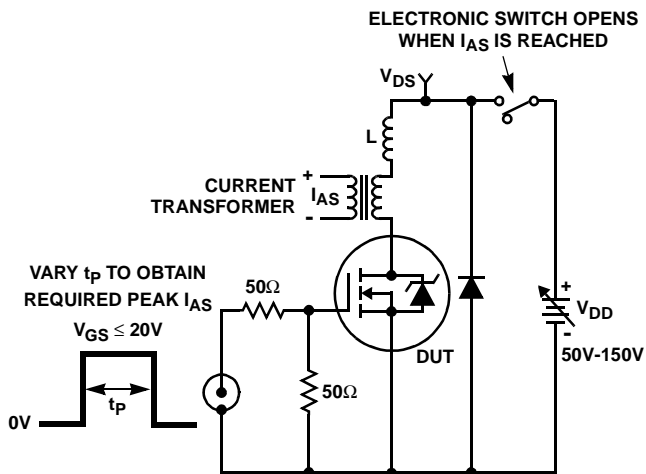 ELECTRONIC SWITCH OPENS
WHEN IAS IS REACHED
VDS
L
+
CURRENT
TRANSFORMER
IAS
-
VARY tP TO OBTAIN
REQUIRED PEAK IAS
50Ω
VGS ≤ 20V
DUT
+
VDD
-
50V-150V
50Ω
tP
0V